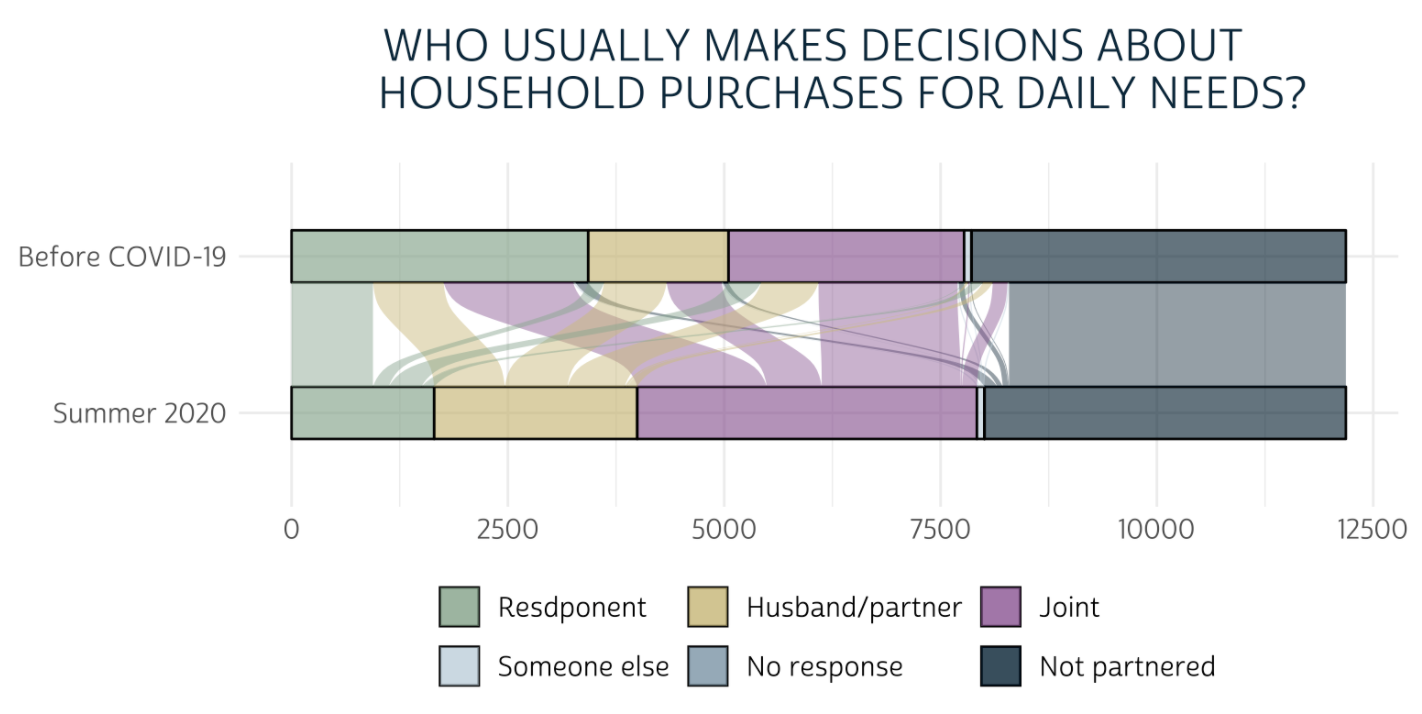 WHO USUALLY MAKES DECISIONS ABOUT
HOUSEHOLD PURCHASES FOR DAILY NEEDS?
Before COVID-19
Summer 2020
0 2500 5000 7500 10000 12500
Resdponent Husband/partner Joint
Someone else No response Not partnered